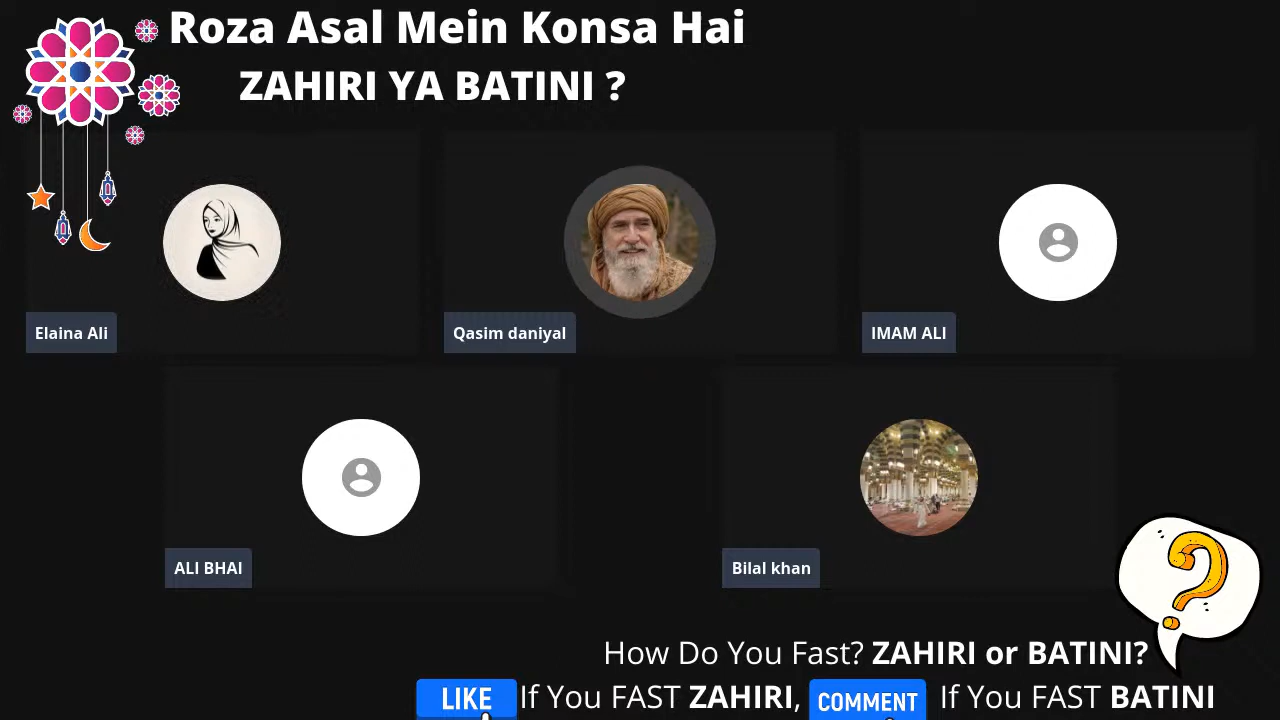 Roza Asal Mein Konsa Hai
ZAHIRI YA BATINI ?
Elaina Ali
Qasim daniyal
IMAM ALI
ALI BHAI
Bilal khan
How Do You Fast? ZAHIRI or BATINI?
LIKE If You FAST ZAHIRI, COMMENT If You FAST BATINI